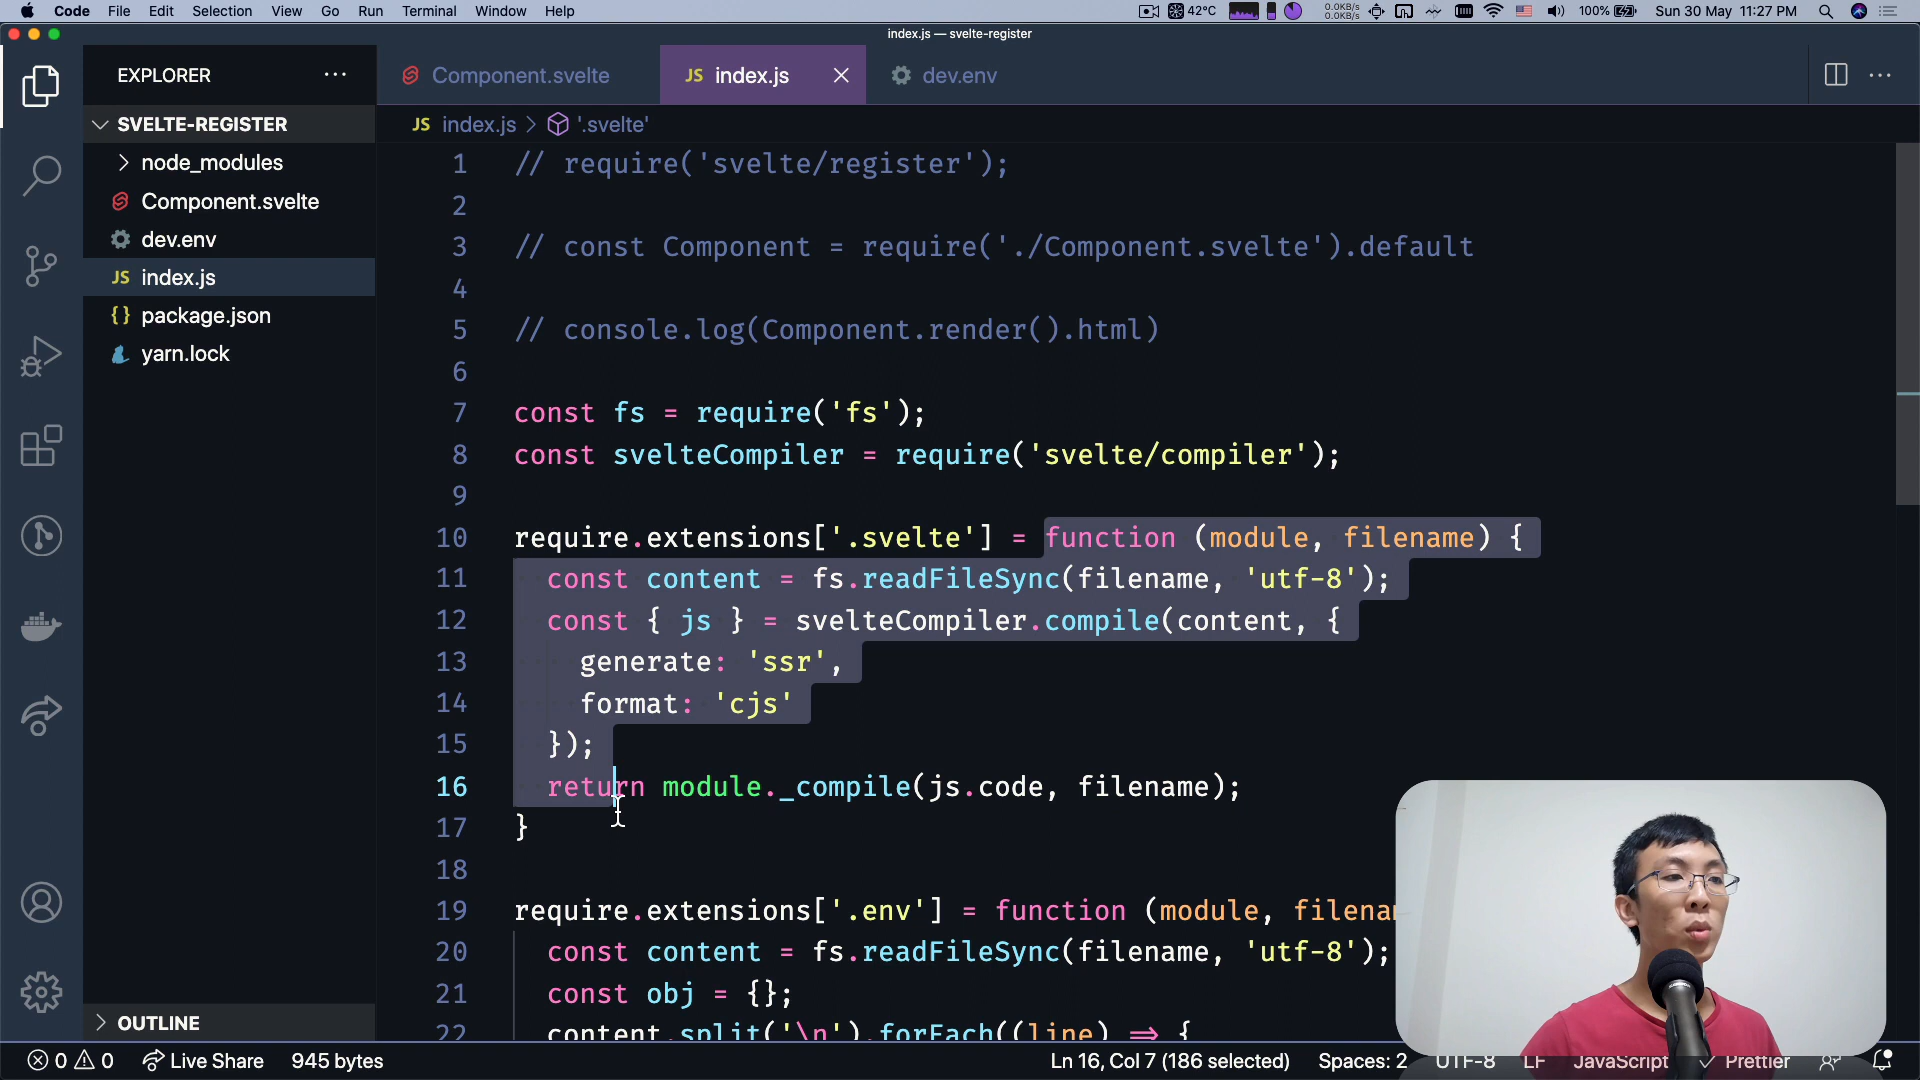 Code File Edit Selection View Go Run Terminal Window Help 42°C 0.0KB/s 0.0KB/s 100% Sun 30 May 11:27 PM
index.js — svelte-register
EXPLORER
Component.svelte
JS index.js
dev.env
SVELTE-REGISTER
node_modules
Component.svelte
dev.env
JS index.js
{} package.json
yarn.lock
OUTLINE
JS index.js > '.svelte'
1 // require('svelte/register');
2
3 // const Component = require('./Component.svelte').default
4
5 // console.log(Component.render().html)
6
7 const fs = require('fs');
8 const svelteCompiler = require('svelte/compiler');
9
10 require.extensions['.svelte'] = function (module, filename) {
11 const content = fs.readFileSync(filename, 'utf-8');
12 const { js } = svelteCompiler.compile(content, {
13 generate: 'ssr',
14 format: 'cjs'
15 });
16 return module._compile(js.code, filename);
17 }
18
19 require.extensions['.env'] = function (module, filenam
20 const content = fs.readFileSync(filename, 'utf-8');
21 const obj = {};
22 content.split('\n').forEach((line) => {
0 0 Live Share 945 bytes Ln 16, Col 7 (186 selected) Spaces: 2 UTF-8 LF JavaScript Prettier